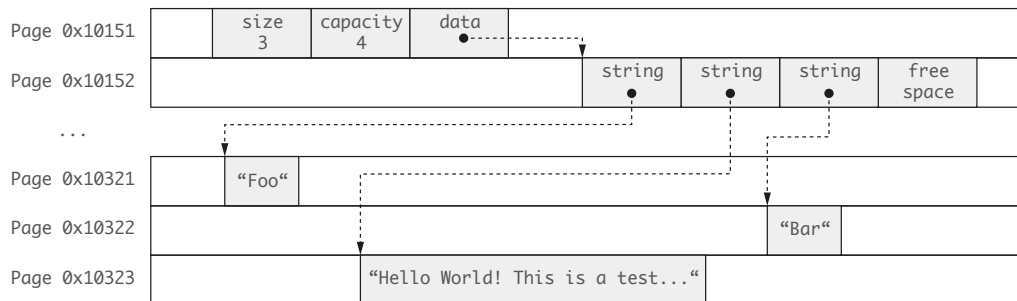 Page 0x10151 size capacity data
3 4
Page 0x10152 string string string free space
...
Page 0x10321 “Foo“
Page 0x10322 “Bar“
Page 0x10323 “Hello World! This is a test...“